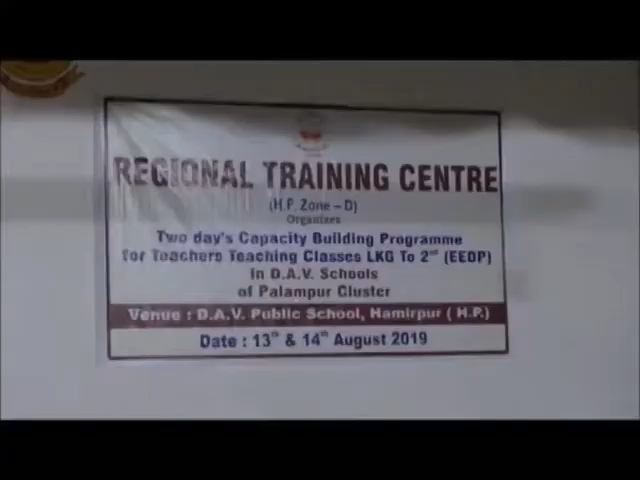 REGIONAL TRAINING CENTRE
(H.P. Zone – D)
Organizes
Two day's Capacity Building Programme
for Teachers Teaching Classes LKG To 2nd (EEDP)
in D.A.V. Schools
of Palampur Cluster
Venue : D.A.V. Public School, Hamirpur ( H.P.)
Date : 13th & 14th August 2019